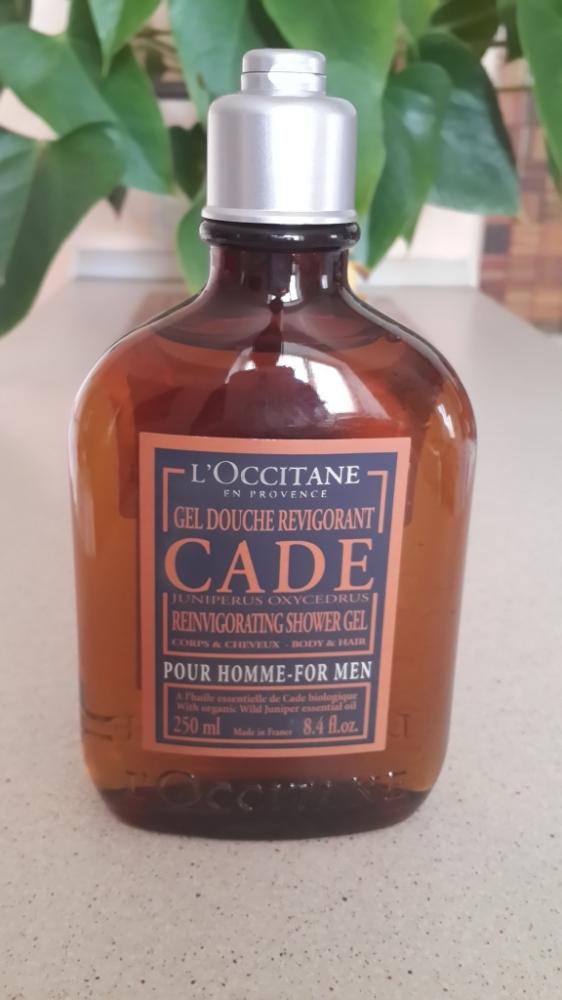 L'OCCITANE
EN PROVENCE
GEL DOUCHE REVIGORANT
CADE
JUNIPERUS OXYCEDRUS
REINVIGORATING SHOWER GEL
CORPS & CHEVEUX - BODY & HAIR
POUR HOMME-FOR MEN
A l'huile essentielle de Cade biologique
With organic Wild Juniper essential oil
250 ml Made in France 8.4 fl.oz.
L'OCCITANE